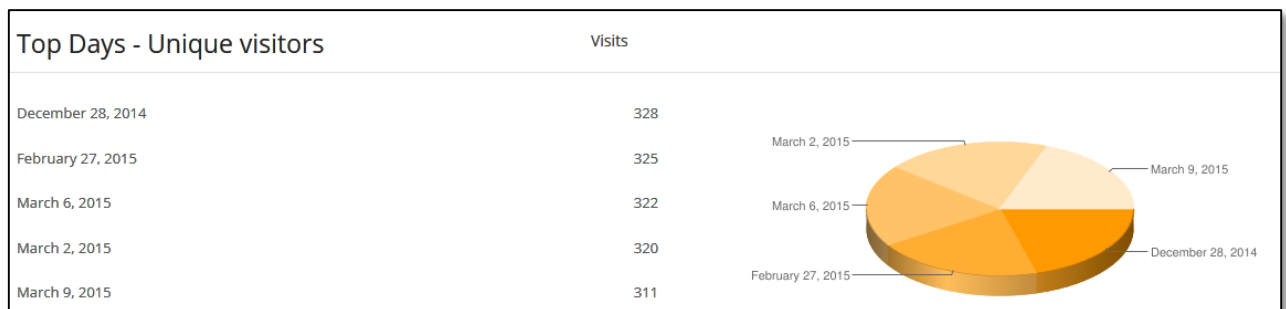 Top Days - Unique visitors Visits
December 28, 2014 328
February 27, 2015 325
March 6, 2015 322
March 2, 2015 320
March 9, 2015 311
March 2, 2015
March 9, 2015
March 6, 2015
December 28, 2014
February 27, 2015